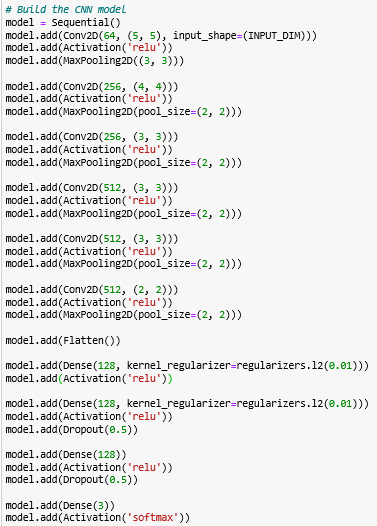 # Build the CNN model
model = Sequential()
model.add(Conv2D(64, (5, 5), input_shape=(INPUT_DIM)))
model.add(Activation('relu'))
model.add(MaxPooling2D((3, 3)))
model.add(Conv2D(256, (4, 4)))
model.add(Activation('relu'))
model.add(MaxPooling2D(pool_size=(2, 2)))
model.add(Conv2D(256, (3, 3)))
model.add(Activation('relu'))
model.add(MaxPooling2D(pool_size=(2, 2)))
model.add(Conv2D(512, (3, 3)))
model.add(Activation('relu'))
model.add(MaxPooling2D(pool_size=(2, 2)))
model.add(Conv2D(512, (3, 3)))
model.add(Activation('relu'))
model.add(MaxPooling2D(pool_size=(2, 2)))
model.add(Conv2D(512, (2, 2)))
model.add(Activation('relu'))
model.add(MaxPooling2D(pool_size=(2, 2)))
model.add(Flatten())
model.add(Dense(128, kernel_regularizer=regularizers.l2(0.01)))
model.add(Activation('relu'))
model.add(Dense(128, kernel_regularizer=regularizers.l2(0.01)))
model.add(Activation('relu'))
model.add(Dropout(0.5))
model.add(Dense(128))
model.add(Activation('relu'))
model.add(Dropout(0.5))
model.add(Dense(3))
model.add(Activation('softmax'))